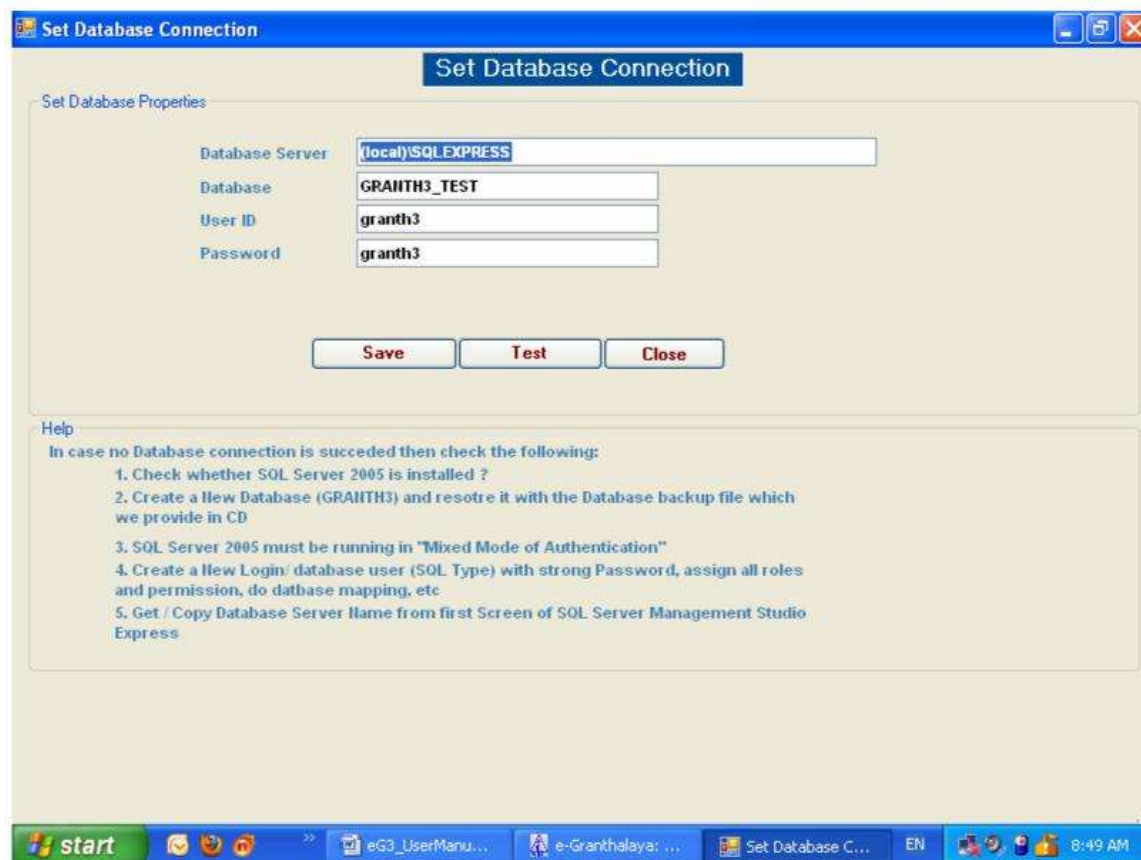 Set Database Connection
Set Database Connection
Set Database Properties
Database Server (local)\SQLEXPRESS
Database GRANTH3_TEST
User ID granth3
Password granth3
Save Test Close
Help
In case no Database connection is succeded then check the following:
1. Check whether SQL Server 2005 is installed ?
2. Create a New Database (GRANTH3) and resotre it with the Database backup file which
we provide in CD
3. SQL Server 2005 must be running in "Mixed Mode of Authentication"
4. Create a New Login/ database user (SQL Type) with strong Password, assign all roles
and permission, do datbase mapping, etc
5. Get / Copy Database Server Name from first Screen of SQL Server Management Studio
Express
start eG3_UserManu... e-Granthalaya: ... Set Database C... EN 8:49 AM